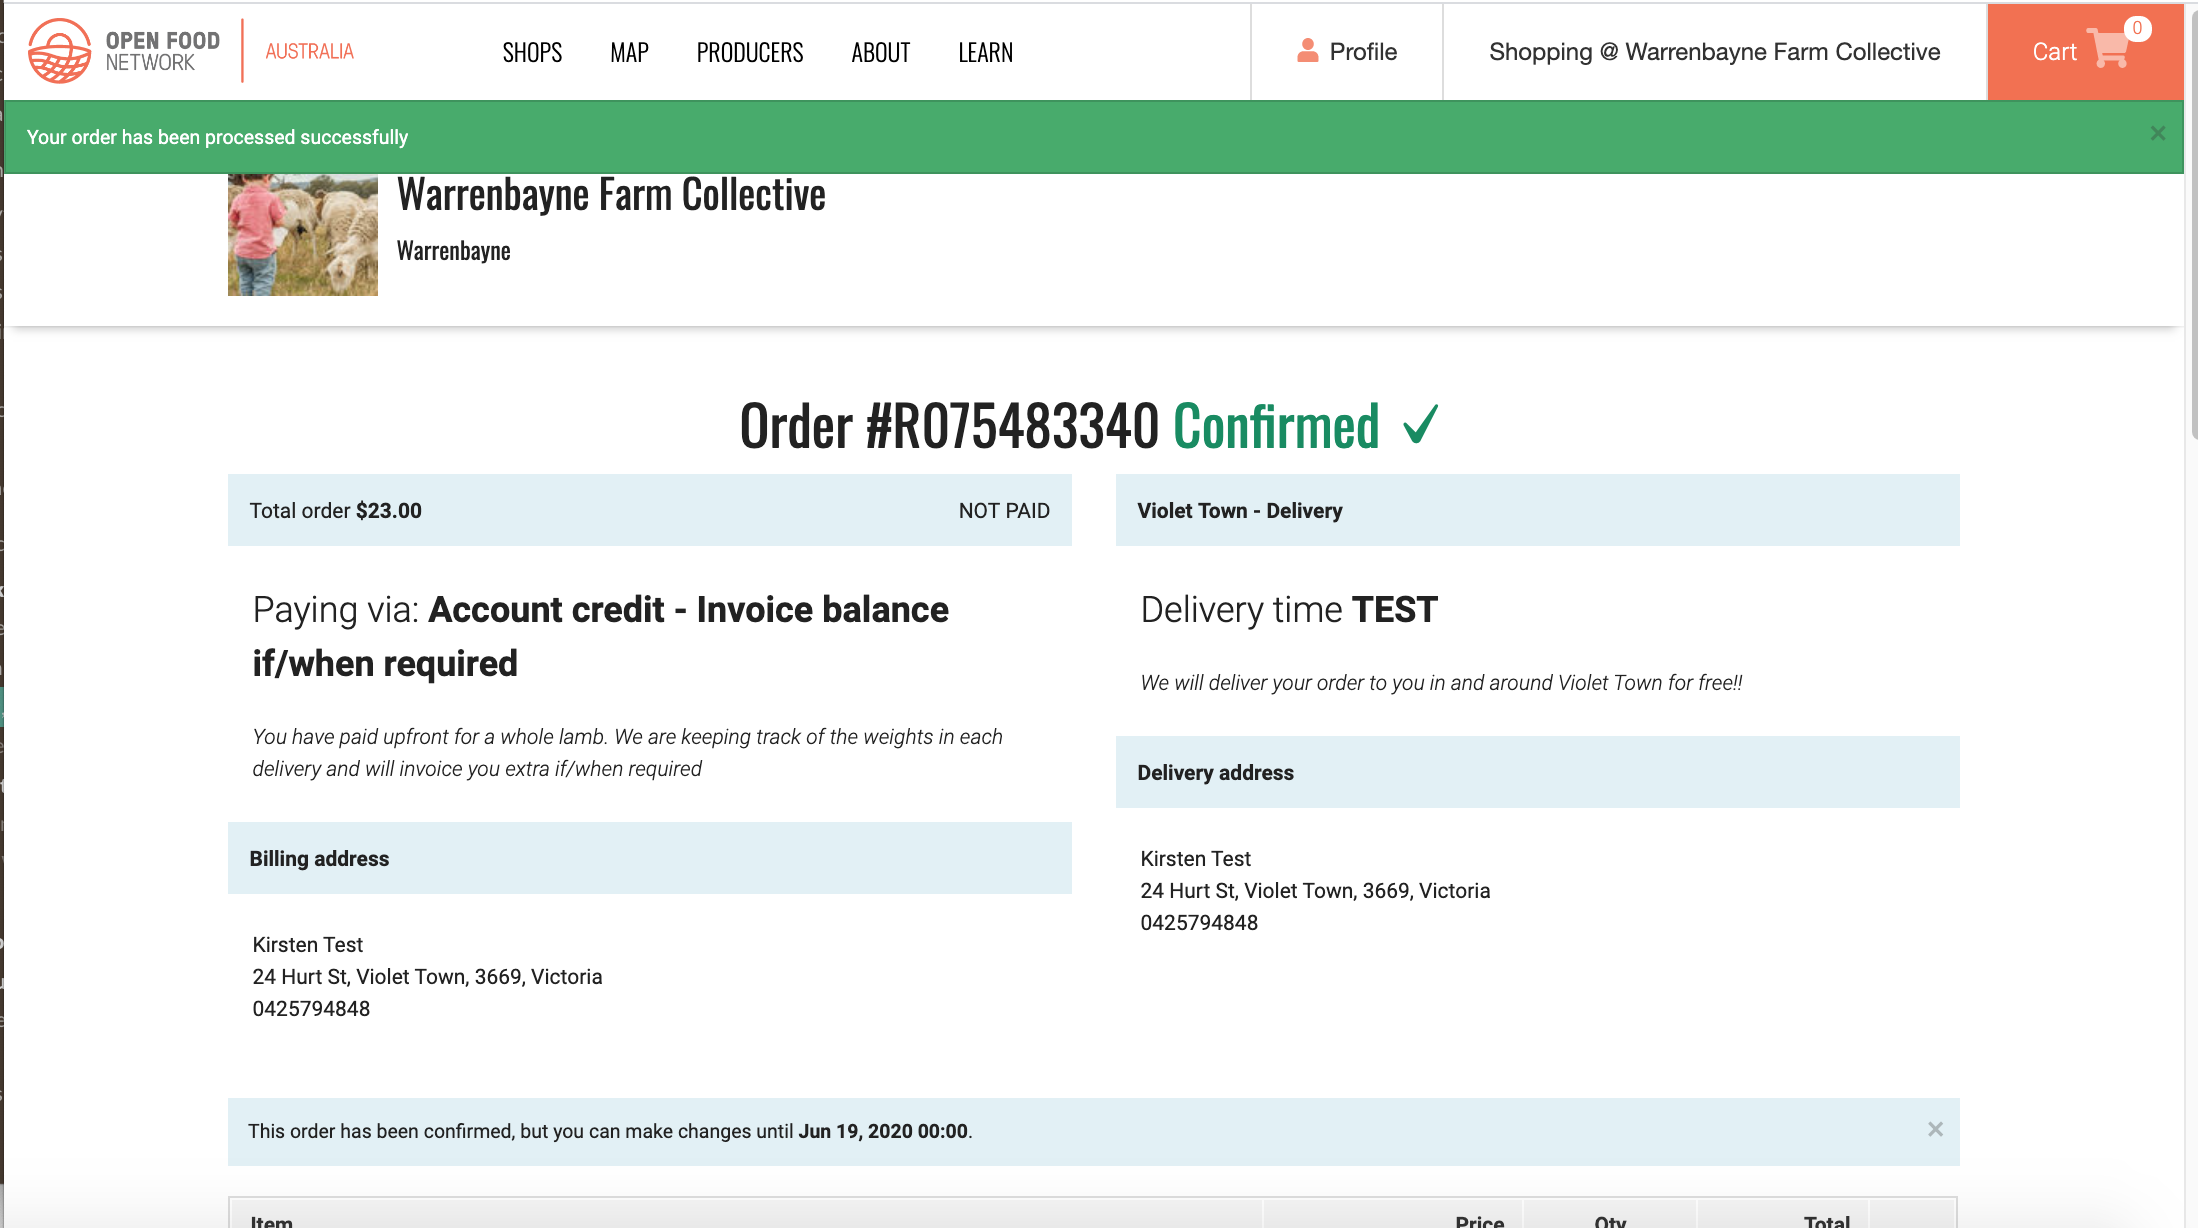 OPEN FOOD
NETWORK
AUSTRALIA
SHOPS
MAP
PRODUCERS
ABOUT
LEARN
Profile
Shopping @ Warrenbayne Farm Collective
Cart
0
Your order has been processed successfully
×
Warrenbayne Farm Collective
Warrenbayne
Order #R075483340 Confirmed ✓
Total order $23.00
NOT PAID
Paying via: Account credit - Invoice balance
if/when required
You have paid upfront for a whole lamb. We are keeping track of the weights in each
delivery and will invoice you extra if/when required
Billing address
Kirsten Test
24 Hurt St, Violet Town, 3669, Victoria
0425794848
Violet Town - Delivery
Delivery time TEST
We will deliver your order to you in and around Violet Town for free!!
Delivery address
Kirsten Test
24 Hurt St, Violet Town, 3669, Victoria
0425794848
This order has been confirmed, but you can make changes until Jun 19, 2020 00:00.
×
Item
Price
Qty
Total